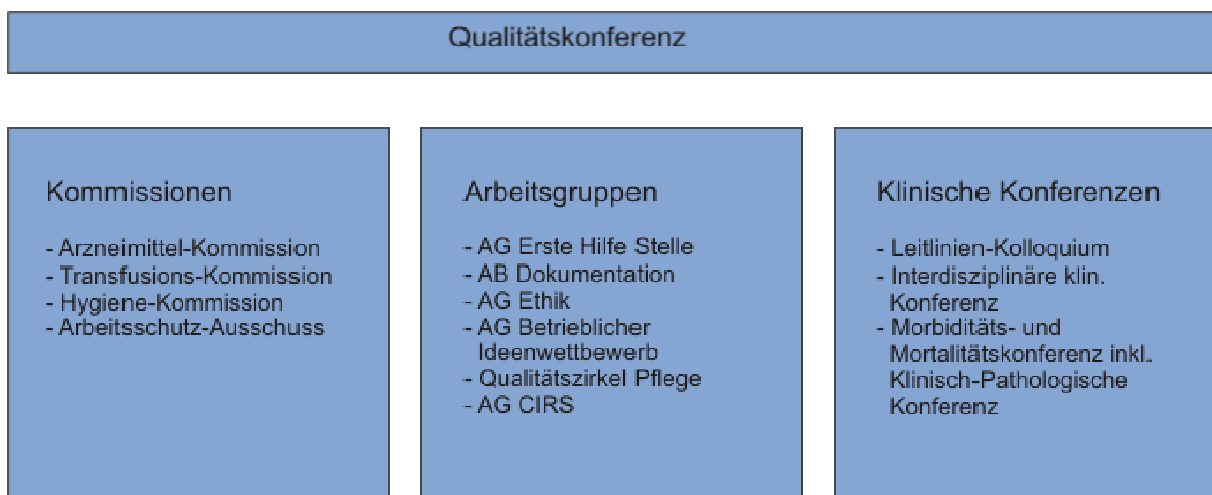 Qualitätskonferenz
Kommissionen
- Arzneimittel-Kommission
- Transfusions-Kommission
- Hygiene-Kommission
- Arbeitsschutz-Ausschuss
Arbeitsgruppen
- AG Erste Hilfe Stelle
- AB Dokumentation
- AG Ethik
- AG Betrieblicher
Ideenwettbewerb
- Qualitätszirkel Pflege
- AG CIRS
Klinische Konferenzen
- Leitlinien-Kolloquium
- Interdisziplinäre klin.
Konferenz
- Morbiditäts- und
Mortalitätskonferenz inkl.
Klinisch-Pathologische
Konferenz